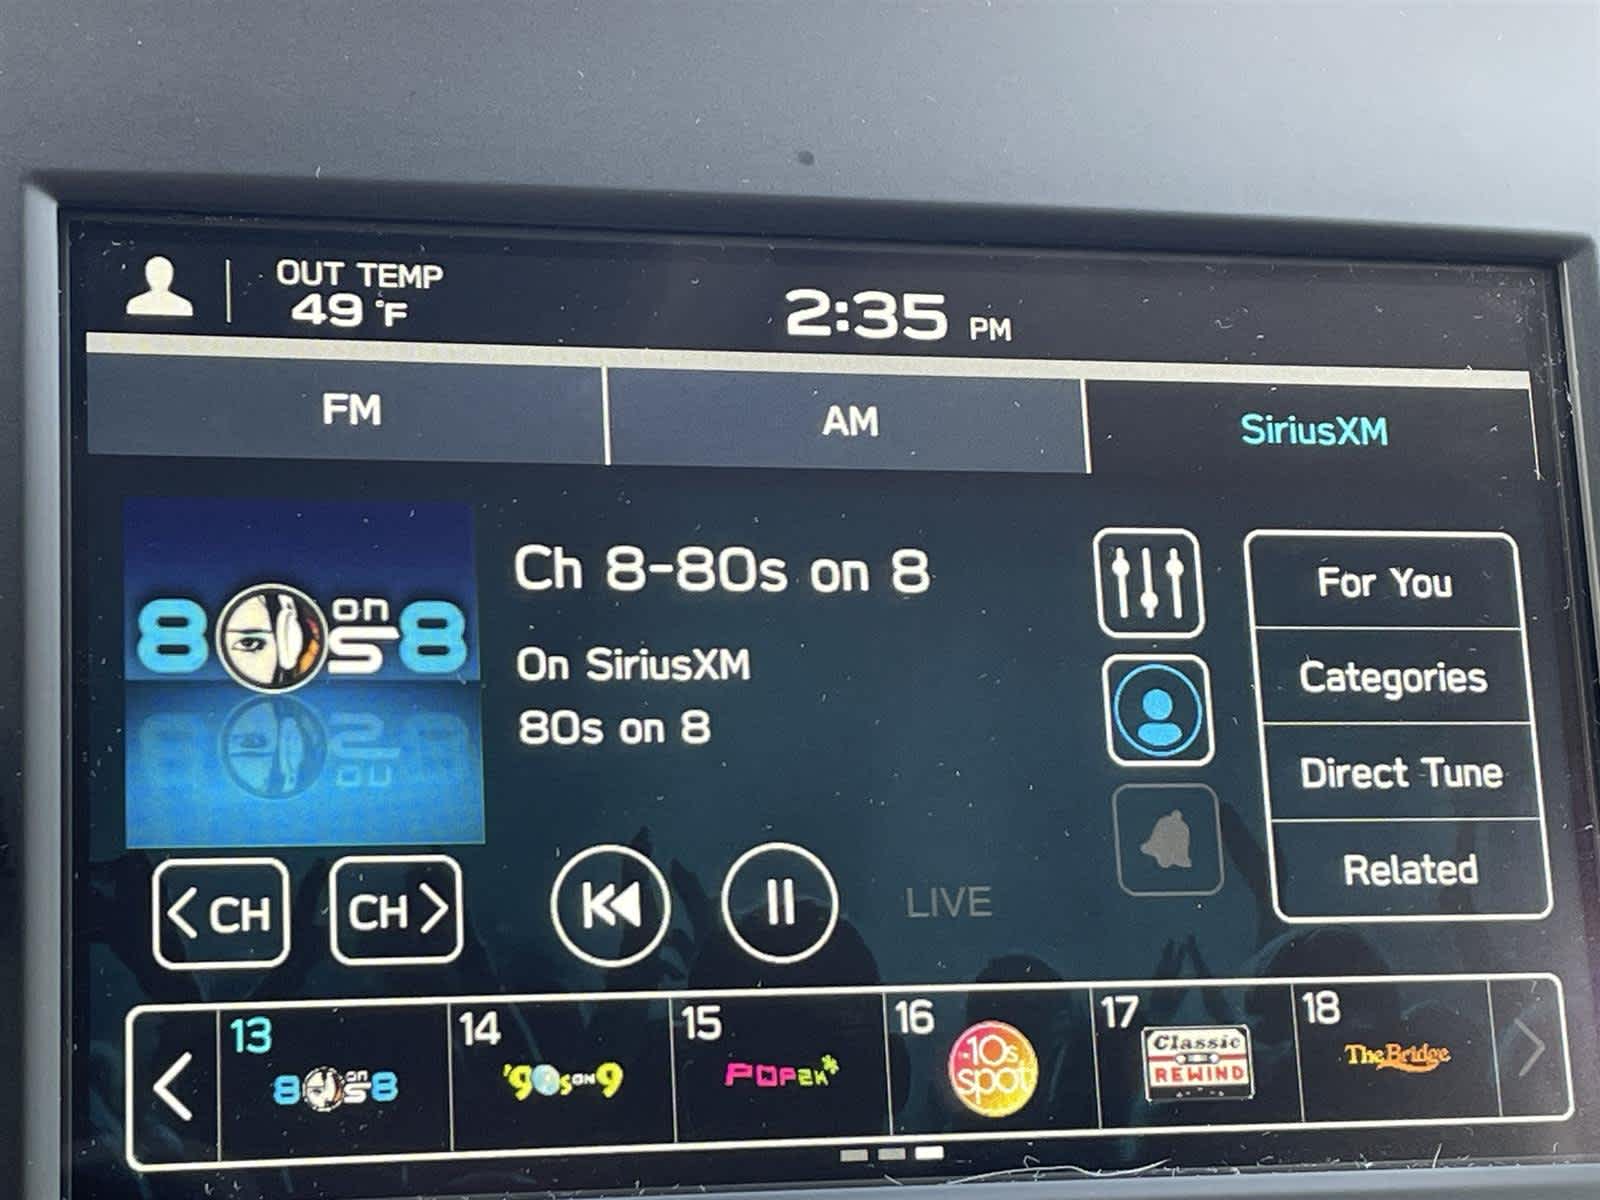 OUT TEMP
49 °F
2:35 PM
FM
AM
SiriusXM
80s on 8
Ch 8-80s on 8
On SiriusXM
80s on 8
For You
Categories
Direct Tune
Related
< CH
CH >
LIVE
13
80s on 8
14
'90s ON 9
15
POP2K*
16
-10s
spot
17
Classic
REWIND
18
The Bridge